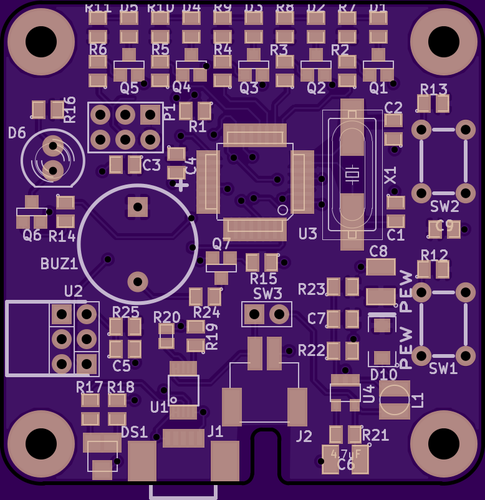 R11 D5 R10 D4 R9 D3 R8 D2 R7 D1
R6 R5 R4 R3 R2
Q5 Q4 Q3 Q2 Q1
R13
R16
P1
R1
C2
D6
C3
C4
+
X1
SW2
Q6 R14
U3
C1
C9
Q7
BUZ1
R15
C8
R12
U2
R23
PEW PEW
R24
SW3
R25
R20
R19
C7
C5
R22
SW1
D10
R17 R18
U1
U4
L1
DS1
J1
J2
R21
4.7uF
C6